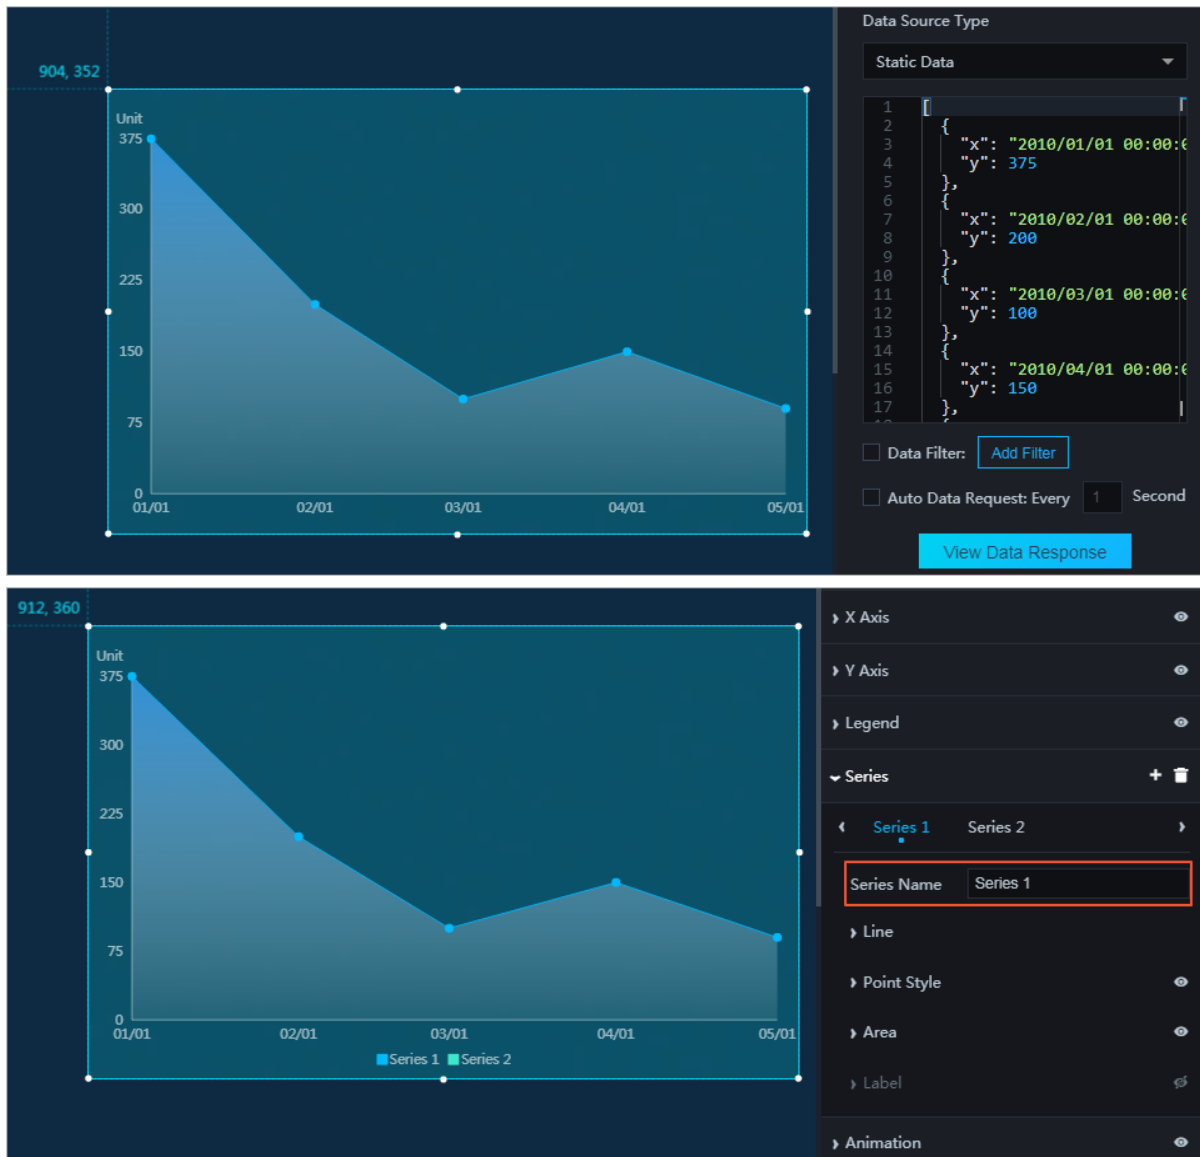 904, 352
Unit
375
300
225
150
75
0
01/01 02/01 03/01 04/01 05/01
Data Source Type
Static Data
1 [
2 {
3 "x": "2010/01/01 00:00:0
4 "y": 375
5 },
6 {
7 "x": "2010/02/01 00:00:0
8 "y": 200
9 },
10 {
11 "x": "2010/03/01 00:00:0
12 "y": 100
13 },
14 {
15 "x": "2010/04/01 00:00:0
16 "y": 150
17 },
Data Filter: Add Filter
Auto Data Request: Every 1 Second
View Data Response
912, 360
Unit
375
300
225
150
75
0
01/01 02/01 03/01 04/01 05/01
Series 1 Series 2
X Axis
Y Axis
Legend
Series
Series 1 Series 2
Series Name Series 1
Line
Point Style
Area
Label
Animation